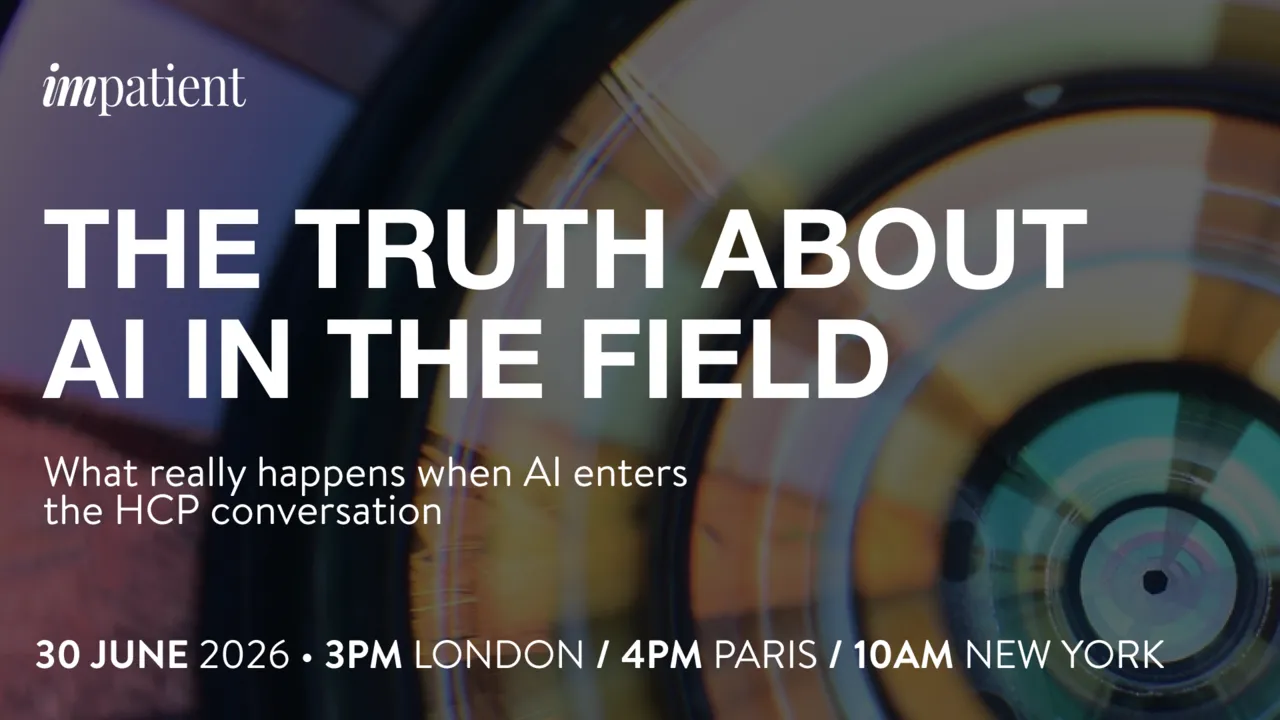 impatient
THE TRUTH ABOUT
AI IN THE FIELD
What really happens when AI enters
the HCP conversation
30 JUNE 2026 • 3PM LONDON / 4PM PARIS / 10AM NEW YORK